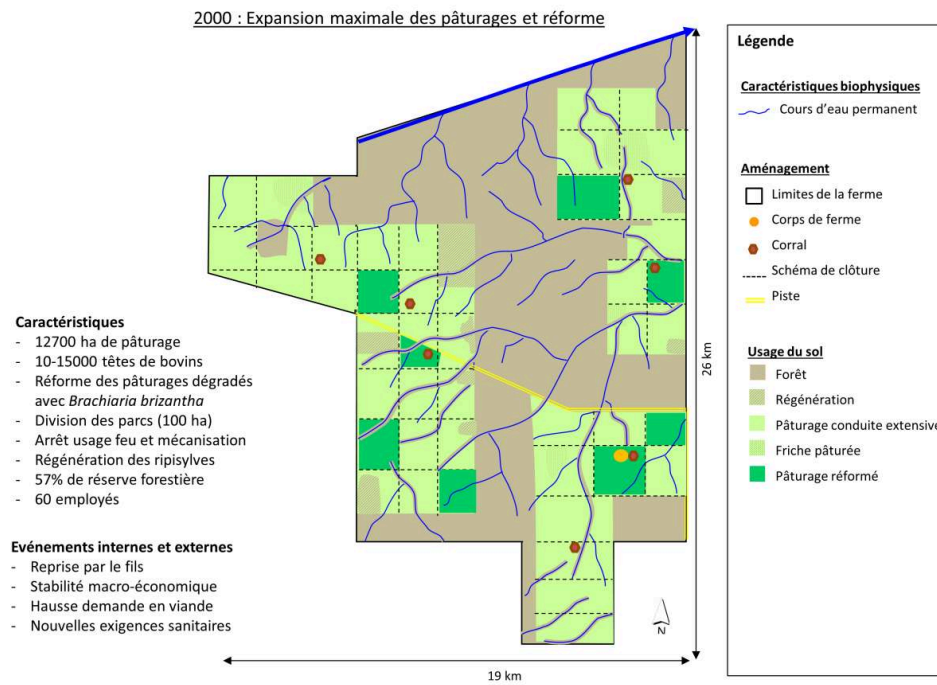 2000 : Expansion maximale des pâturages et réforme
Caractéristiques
- 12700 ha de pâturage
- 10-15000 têtes de bovins
- Réforme des pâturages dégradés
avec Brachiaria brizantha
- Division des parcs (100 ha)
- Arrêt usage feu et mécanisation
- Régénération des ripisylves
- 57% de réserve forestière
- 60 employés
Evénements internes et externes
- Reprise par le fils
- Stabilité macro-économique
- Hausse demande en viande
- Nouvelles exigences sanitaires
N
19 km
26 km
Légende
Caractéristiques biophysiques
Cours d'eau permanent
Aménagement
Limites de la ferme
Corps de ferme
Corral
Schéma de clôture
Piste
Usage du sol
Forêt
Régénération
Pâturage conduite extensive
Friche pâturée
Pâturage réformé